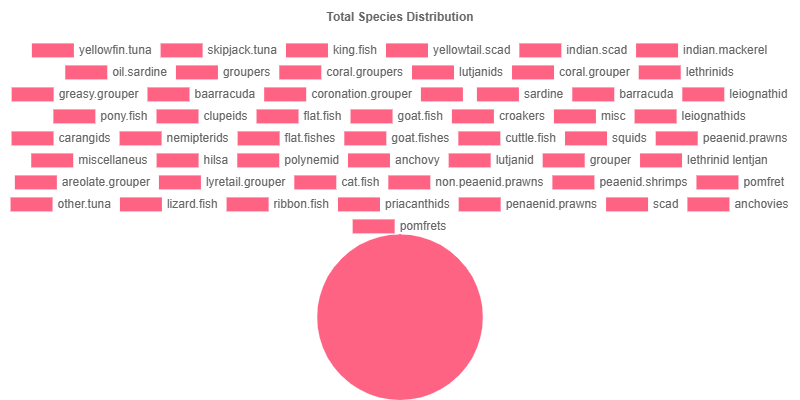 Total Species Distribution
yellowfin.tuna skipjack.tuna king.fish yellowtail.scad indian.scad indian.mackerel
oil.sardine groupers coral.groupers lutjanids coral.grouper lethrinids
greasy.grouper baarracuda coronation.grouper sardine barracuda leiognathid
pony.fish clupeids flat.fish goat.fish croakers misc leiognathids
carangids nemipterids flat.fishes goat.fishes cuttle.fish squids peaenid.prawns
miscellaneus hilsa polynemid anchovy lutjanid grouper lethrinid lentjan
areolate.grouper lyretail.grouper cat.fish non.peaenid.prawns peaenid.shrimps pomfret
other.tuna lizard.fish ribbon.fish priacanthids penaenid.prawns scad anchovies
pomfrets